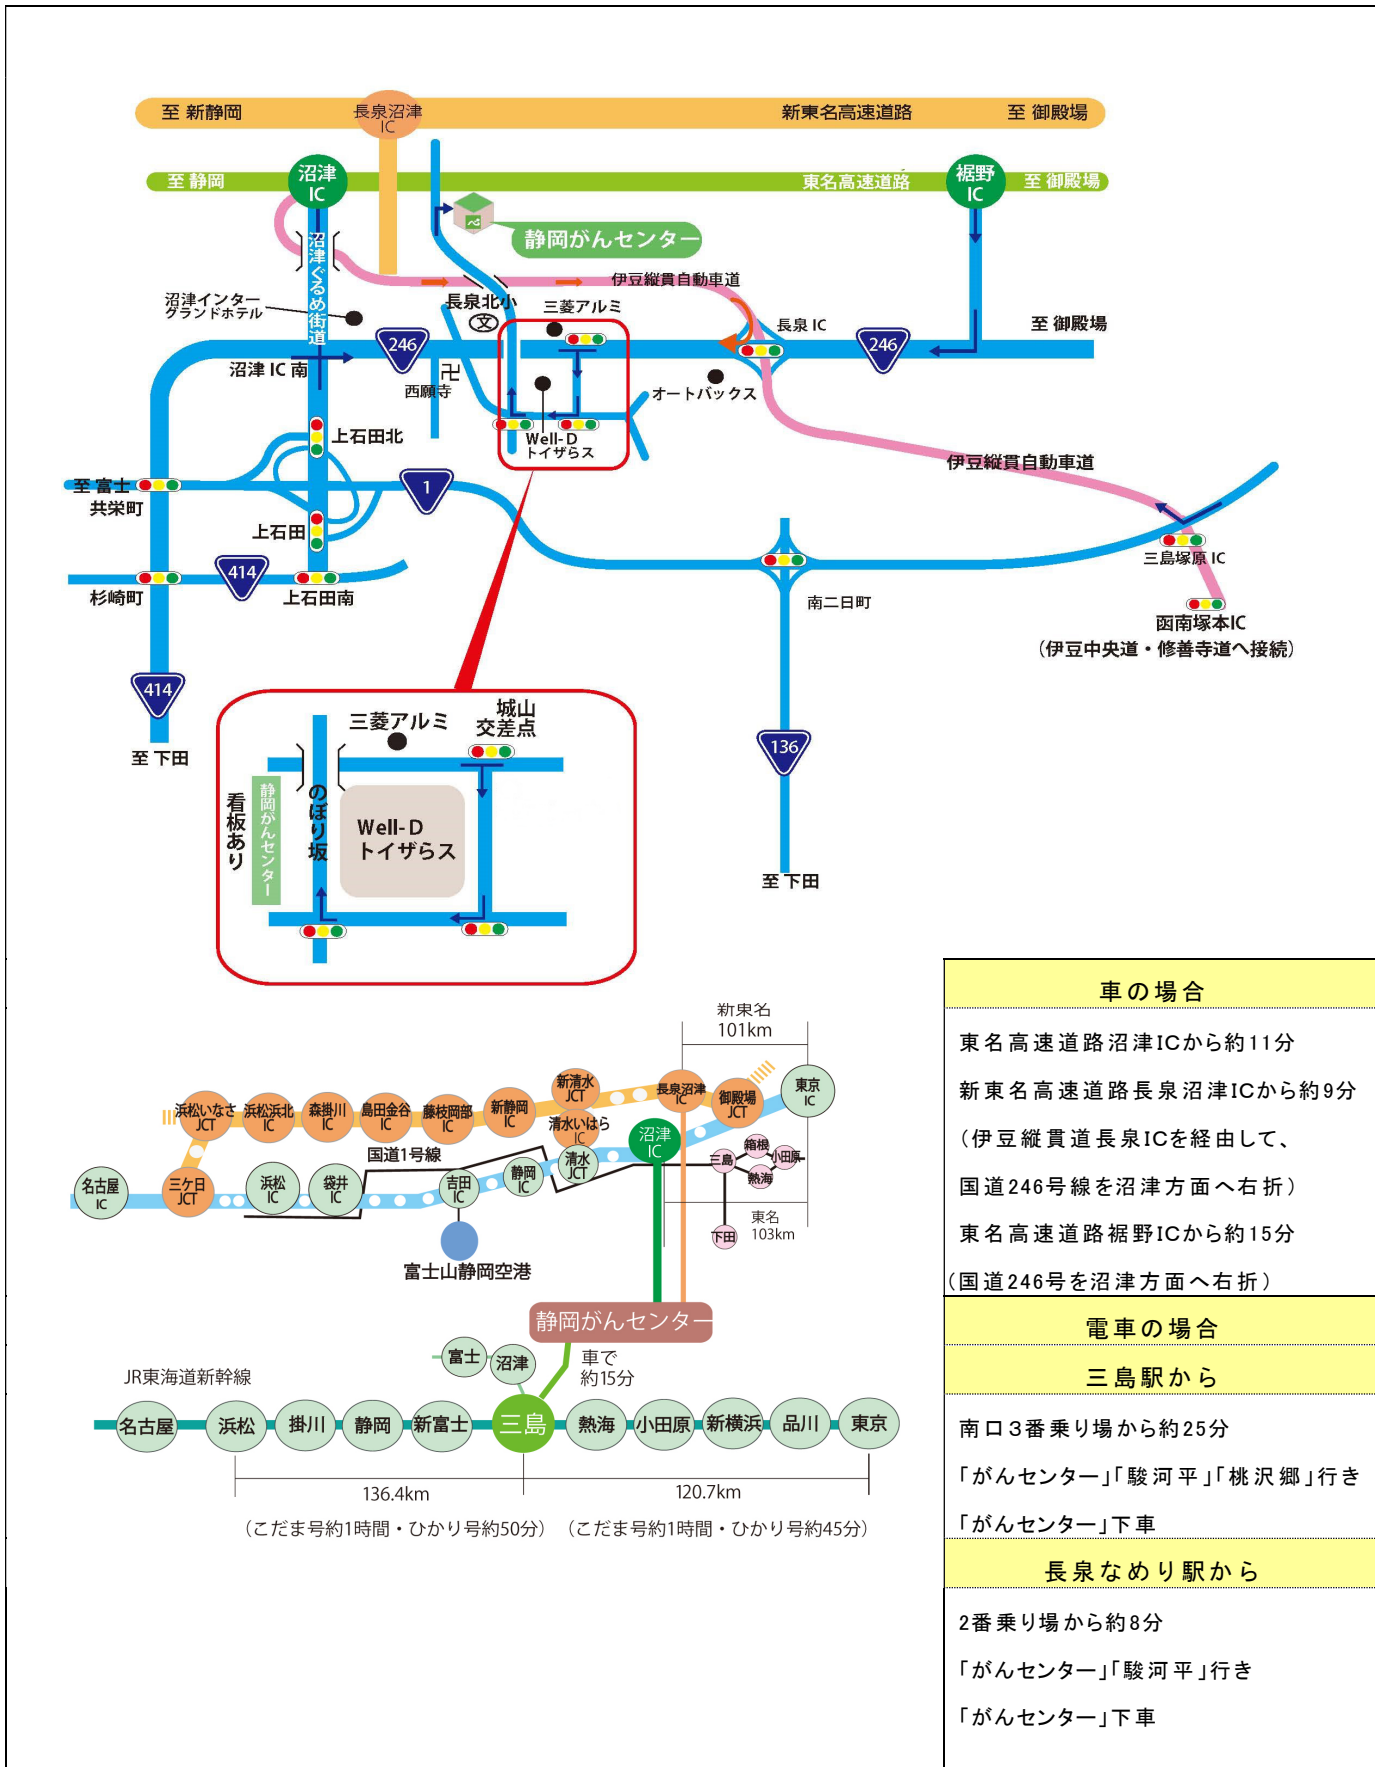 至 新静岡
長泉沼津
IC
新東名高速道路
至 御殿場
至 静岡
沼津
IC
東名高速道路
裾野
IC
至 御殿場
静岡がんセンター
沼津ぐるめ街道
伊豆縦貫自動車道
沼津インター
グランドホテル
長泉北小
文
三菱アルミ
長泉 IC
至 御殿場
246
246
沼津 IC 南
卍
西願寺
オートバックス
Well-D
トイザらス
上石田北
伊豆縦貫自動車道
至 富士
共栄町
1
上石田
三島塚原 IC
414
杉崎町
上石田南
南二日町
函南塚本IC
(伊豆中央道・修善寺道へ接続)
414
至 下田
136
至 下田
三菱アルミ
城山
交差点
看板あり
静岡がんセンター
のぼり坂
Well-D
トイザらス
新東名
101km
浜松いなさ
JCT
浜松浜北
IC
森掛川
IC
島田金谷
IC
藤枝岡部
IC
新静岡
IC
新清水
JCT
清水いはら
IC
長泉沼津
IC
御殿場
JCT
東京
IC
国道1号線
名古屋
IC
三ケ日
JCT
浜松
IC
袋井
IC
吉田
IC
静岡
IC
清水
JCT
沼津
IC
三島
箱根
小田原
熱海
下田
東名
103km
富士山静岡空港
静岡がんセンター
富士
沼津
車で
約15分
JR東海道新幹線
名古屋
浜松
掛川
静岡
新富士
三島
熱海
小田原
新横浜
品川
東京
136.4km
120.7km
(こだま号約1時間・ひかり号約50分)
(こだま号約1時間・ひかり号約45分)
車の場合
東名高速道路沼津ICから約11分
新東名高速道路長泉沼津ICから約9分
(伊豆縦貫道長泉ICを経由して、
国道246号線を沼津方面へ右折)
東名高速道路裾野ICから約15分
(国道246号を沼津方面へ右折)
電車の場合
三島駅から
南口3番乗り場から約25分
「がんセンター」「駿河平」「桃沢郷」行き
「がんセンター」下車
長泉なめり駅から
2番乗り場から約8分
「がんセンター」「駿河平」行き
「がんセンター」下車